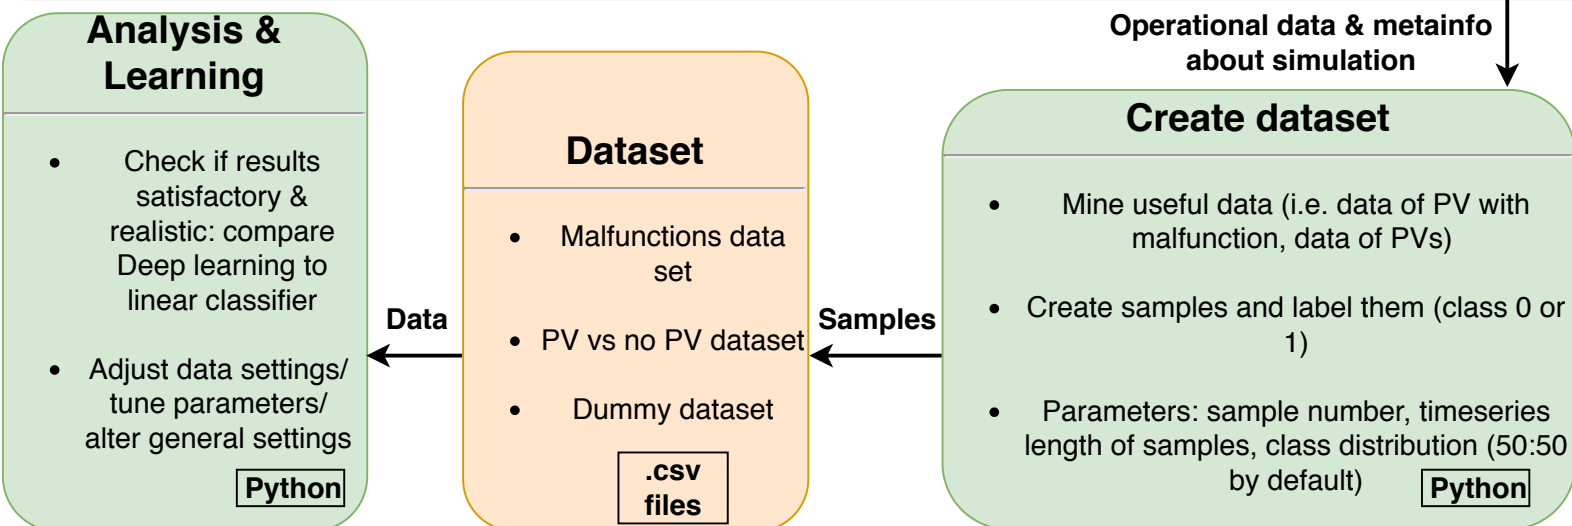 Analysis &
Learning
• Check if results
satisfactory &
realistic: compare
Deep learning to
linear classifier
• Adjust data settings/
tune parameters/
alter general settings
Python
Data
Dataset
• Malfunctions data
set
• PV vs no PV dataset
• Dummy dataset
.csv
files
Samples
Operational data & metainfo
about simulation
Create dataset
• Mine useful data (i.e. data of PV with
malfunction, data of PVs)
• Create samples and label them (class 0 or
1)
• Parameters: sample number, timeseries
length of samples, class distribution (50:50
by default)
Python